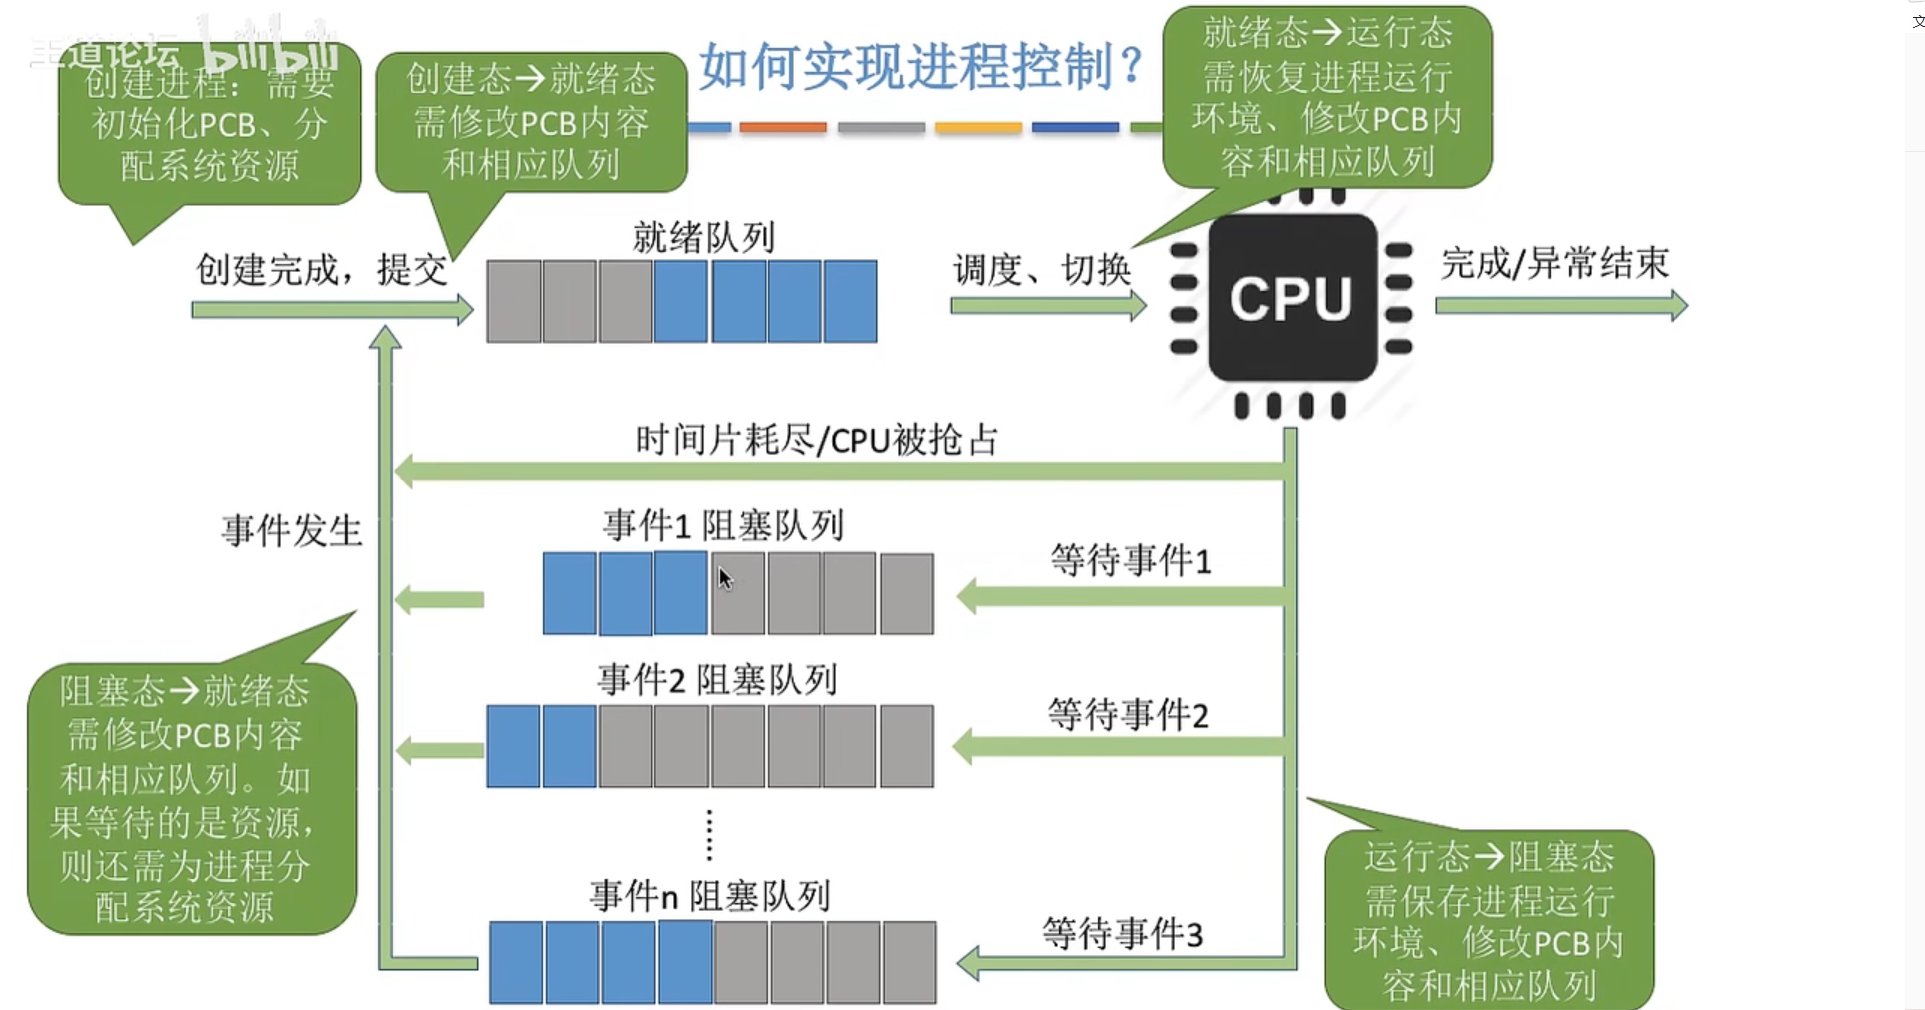 王道论坛 bilibili
如何实现进程控制?
创建进程：需要
初始化PCB、分
配系统资源
创建态→就绪态
需修改PCB内容
和相应队列
就绪态→运行态
需恢复进程运行
环境、修改PCB内
容和相应队列
文
创建完成，提交
就绪队列
调度、切换
CPU
完成/异常结束
时间片耗尽/CPU被抢占
事件发生
事件1 阻塞队列
等待事件1
事件2 阻塞队列
等待事件2
阻塞态→就绪态
需修改PCB内容
和相应队列。如
果等待的是资源，
则还需为进程分
配系统资源
事件n 阻塞队列
等待事件3
运行态→阻塞态
需保存进程运行
环境、修改PCB内
容和相应队列